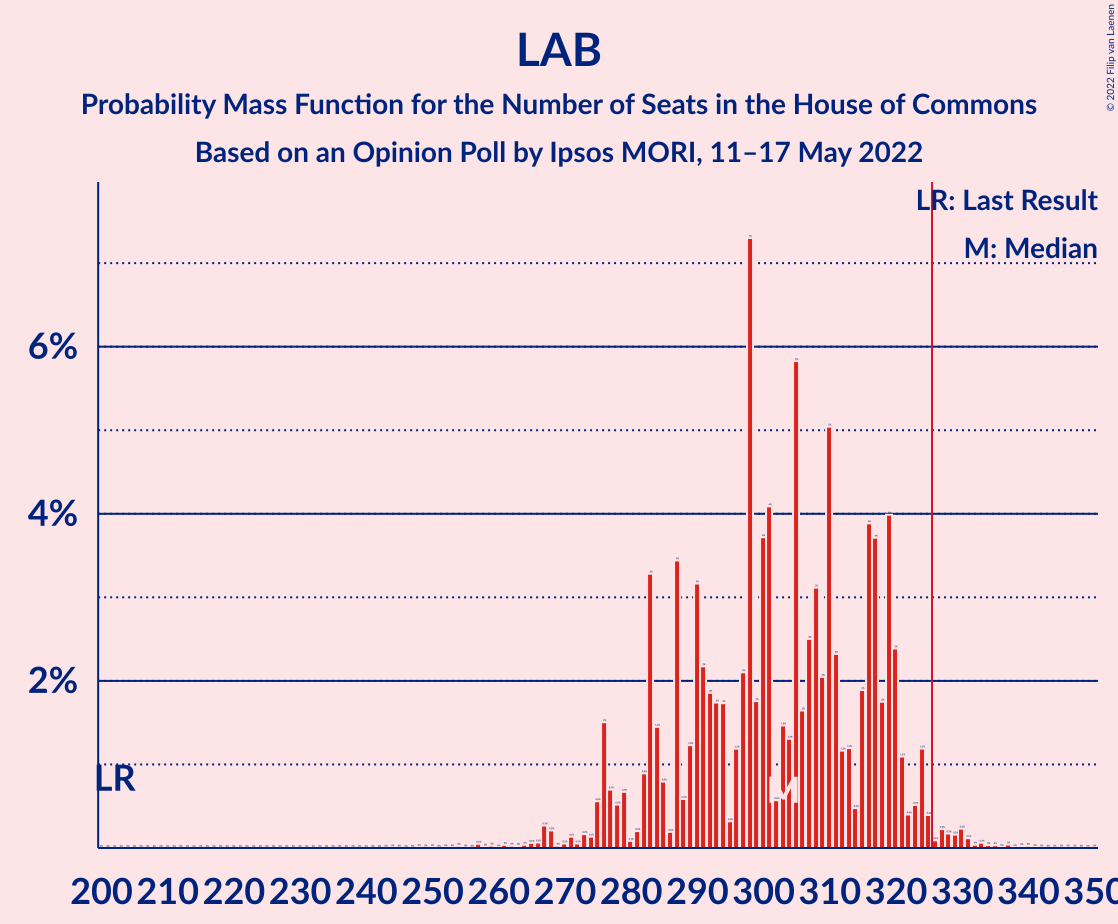 LAB
Probability Mass Function for the Number of Seats in the House of Commons
Based on an Opinion Poll by Ipsos MORI, 11–17 May 2022
© 2022 Filip van Laenen
LR: Last Result
M: Median
6%
4%
2%
LR
M
200 210 220 230 240 250 260 270 280 290 300 310 320 330 340 350